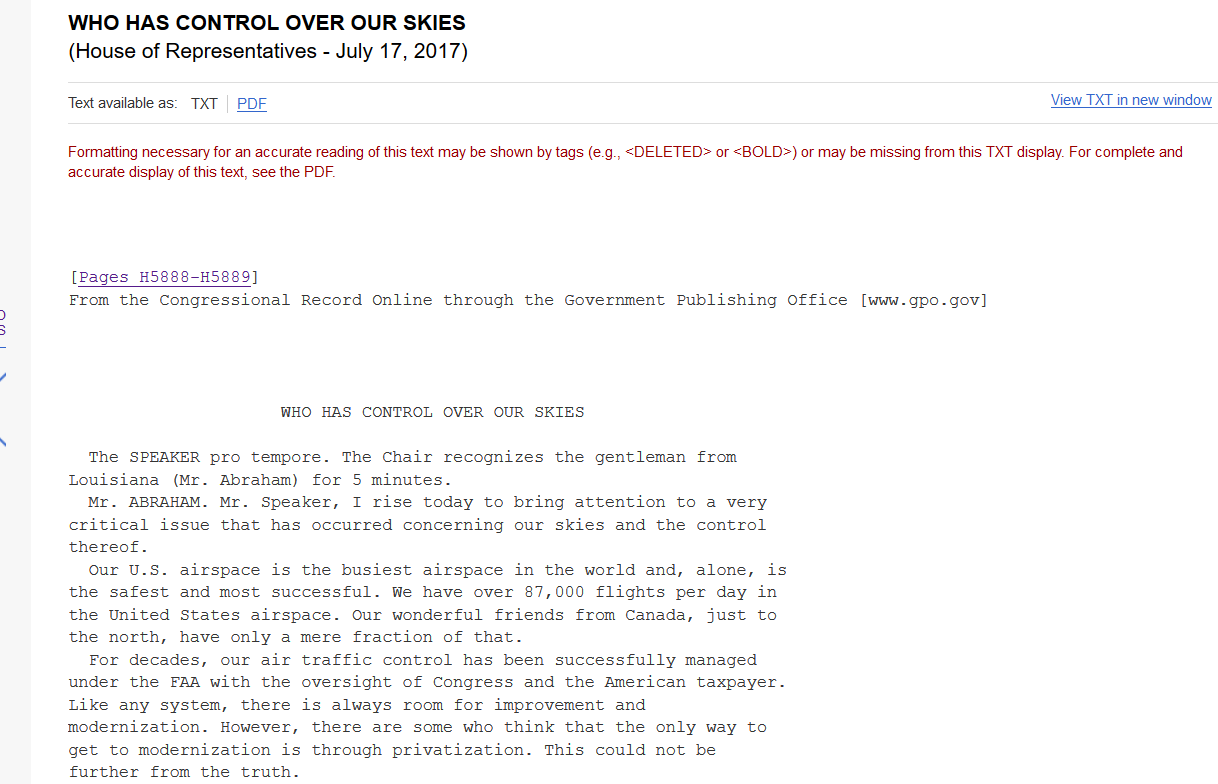 WHO HAS CONTROL OVER OUR SKIES
(House of Representatives - July 17, 2017)
Text available as: TXT | PDF
View TXT in new window
Formatting necessary for an accurate reading of this text may be shown by tags (e.g., <DELETED> or <BOLD>) or may be missing from this TXT display. For complete and
accurate display of this text, see the PDF.
[Pages H5888-H5889]
From the Congressional Record Online through the Government Publishing Office [www.gpo.gov]
WHO HAS CONTROL OVER OUR SKIES
The SPEAKER pro tempore. The Chair recognizes the gentleman from
Louisiana (Mr. Abraham) for 5 minutes.
Mr. ABRAHAM. Mr. Speaker, I rise today to bring attention to a very
critical issue that has occurred concerning our skies and the control
thereof.
Our U.S. airspace is the busiest airspace in the world and, alone, is
the safest and most successful. We have over 87,000 flights per day in
the United States airspace. Our wonderful friends from Canada, just to
the north, have only a mere fraction of that.
For decades, our air traffic control has been successfully managed
under the FAA with the oversight of Congress and the American taxpayer.
Like any system, there is always room for improvement and
modernization. However, there are some who think that the only way to
get to modernization is through privatization. This could not be
further from the truth.